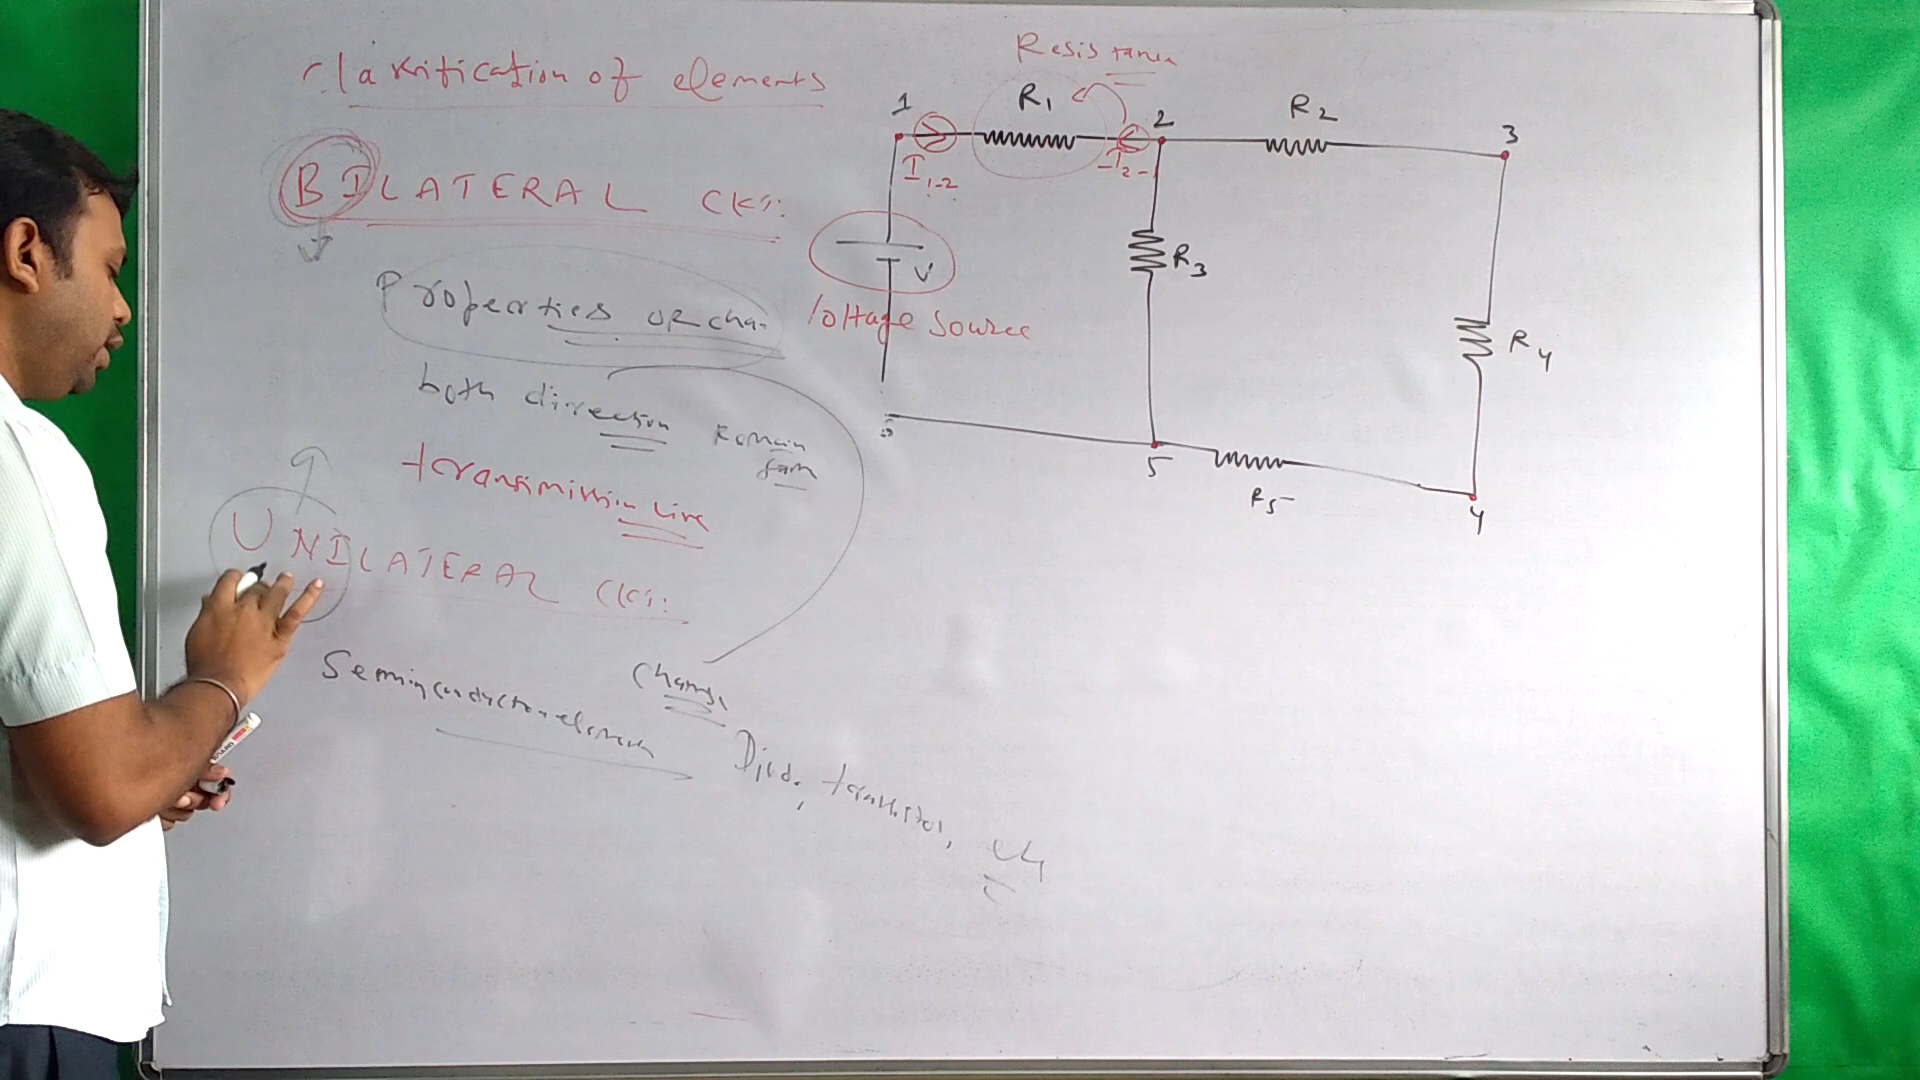 Classification of elements
BILATERAL CKT:
Properties OR cha-
both direction Remain
Sam
transmission line
UNILATERAL CKT:
Semiconductor element
Change
Diode, transistor, etc
Resistance
1
R1
2
R2
3
I1-2
R3
V
Voltage Source
R4
5
R5
4